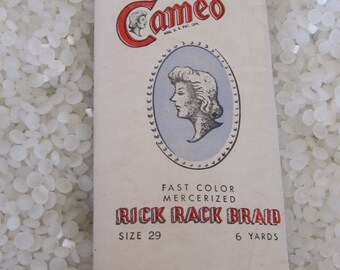 Cameo
FAST COLOR
MERCERIZED
RICK RACK BRAID
SIZE 29 6 YARDS